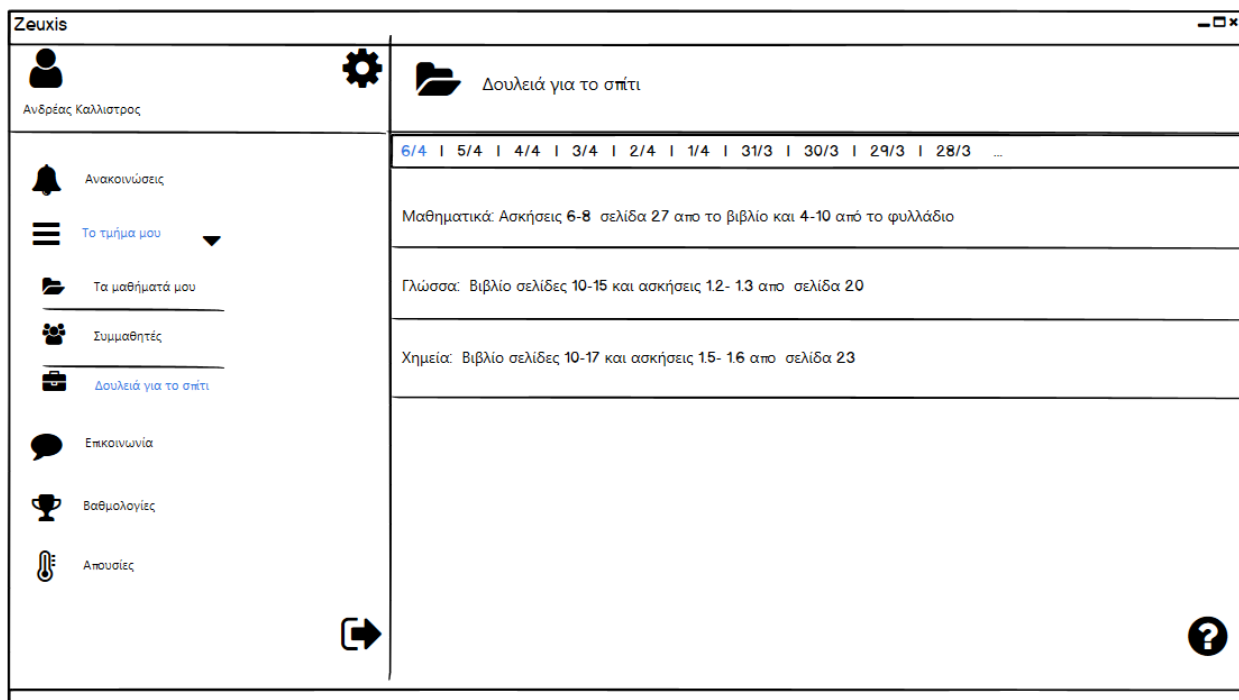 Zeuxis
Ανδρέας Καλλιστρος
Ανακοινώσεις
Το τμήμα μου
Τα μαθήματά μου
Συμμαθητές
Δουλειά για το σπίτι
Επικοινωνία
Βαθμολογίες
Απουσίες
Δουλειά για το σπίτι
6/4 | 5/4 | 4/4 | 3/4 | 2/4 | 1/4 | 31/3 | 30/3 | 29/3 | 28/3 ...
Μαθηματικά: Ασκήσεις 6-8 σελίδα 27 απο το βιβλίο και 4-10 από το φυλλάδιο
Γλώσσα: Βιβλίο σελίδες 10-15 και ασκήσεις 1.2- 1.3 απο σελίδα 20
Χημεία: Βιβλίο σελίδες 10-17 και ασκήσεις 1.5- 1.6 απο σελίδα 23